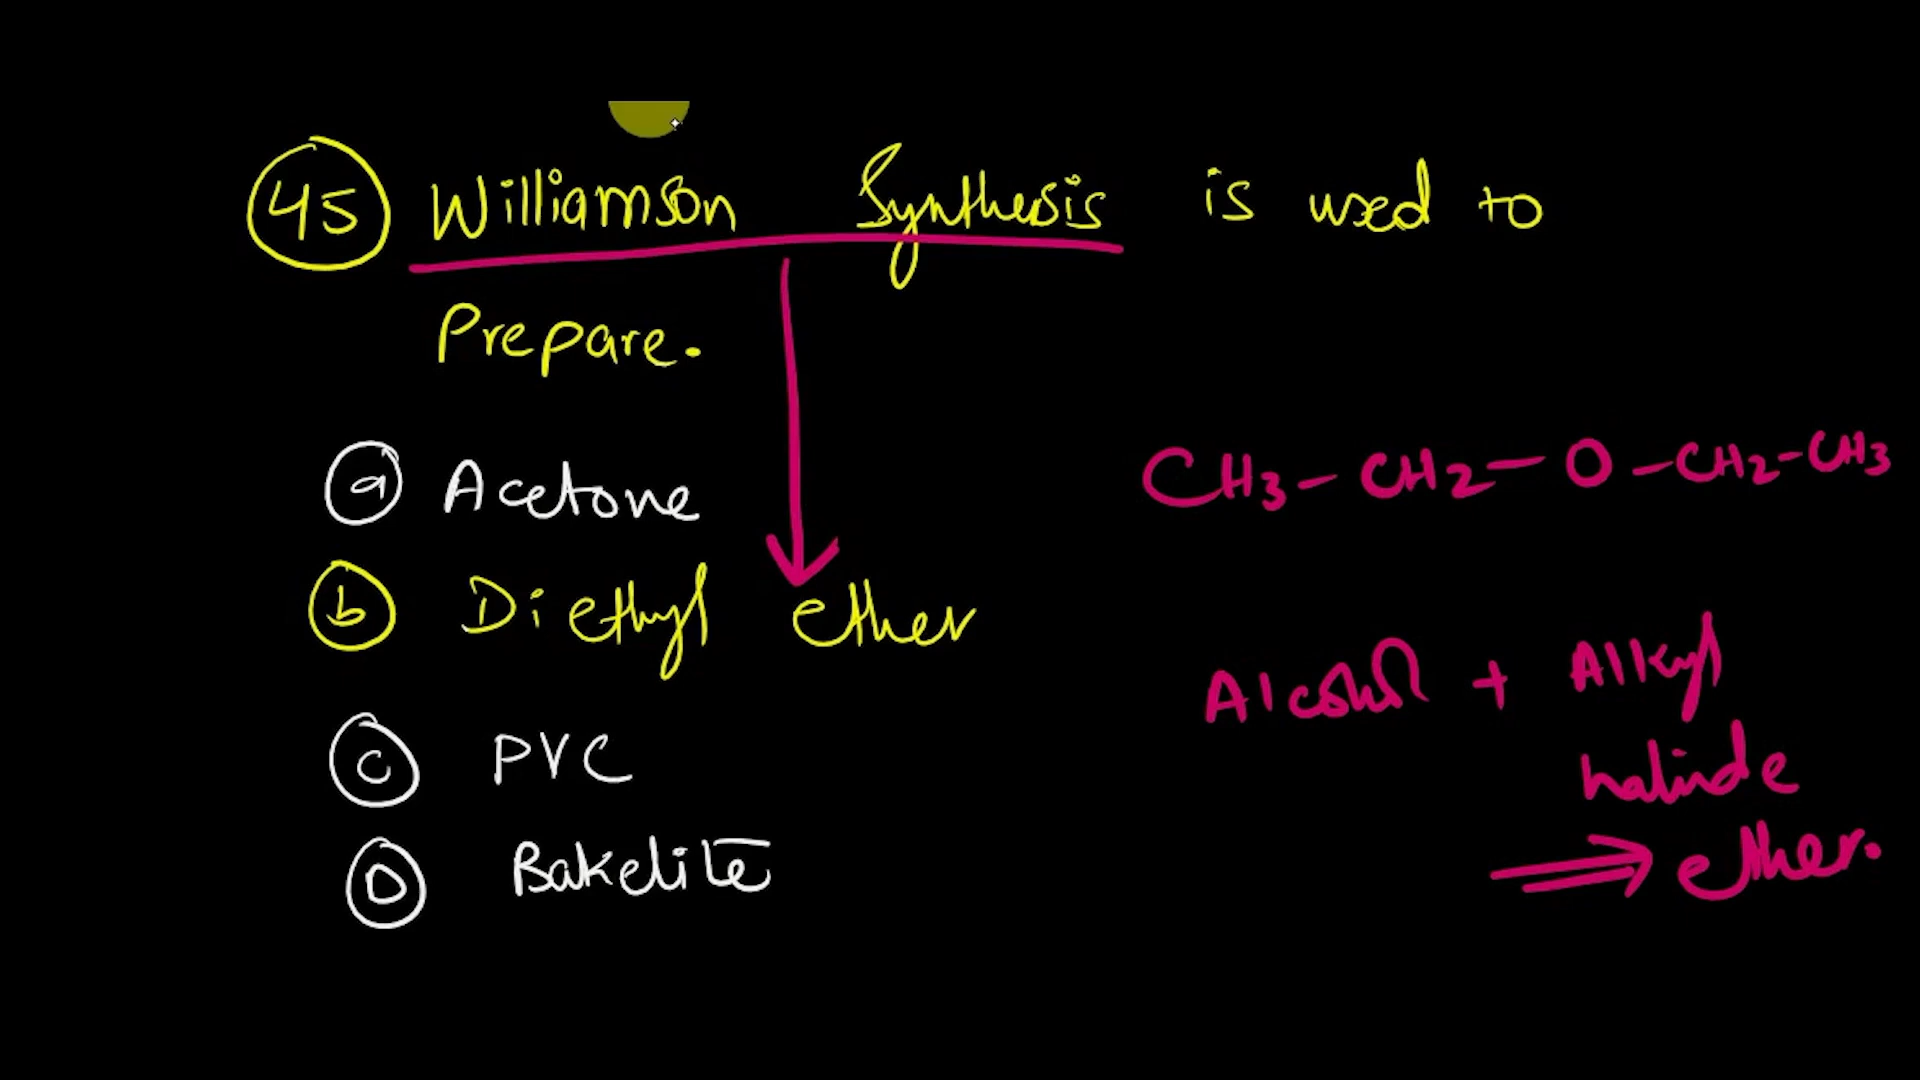 45 Williamson Synthesis is used to
Prepare.
a Acetone
b Diethyl ether
c PVC
D Bakelite
CH3-CH2-O-CH2-CH3
Alcohol + Alkyl
halide
⇒ ether.